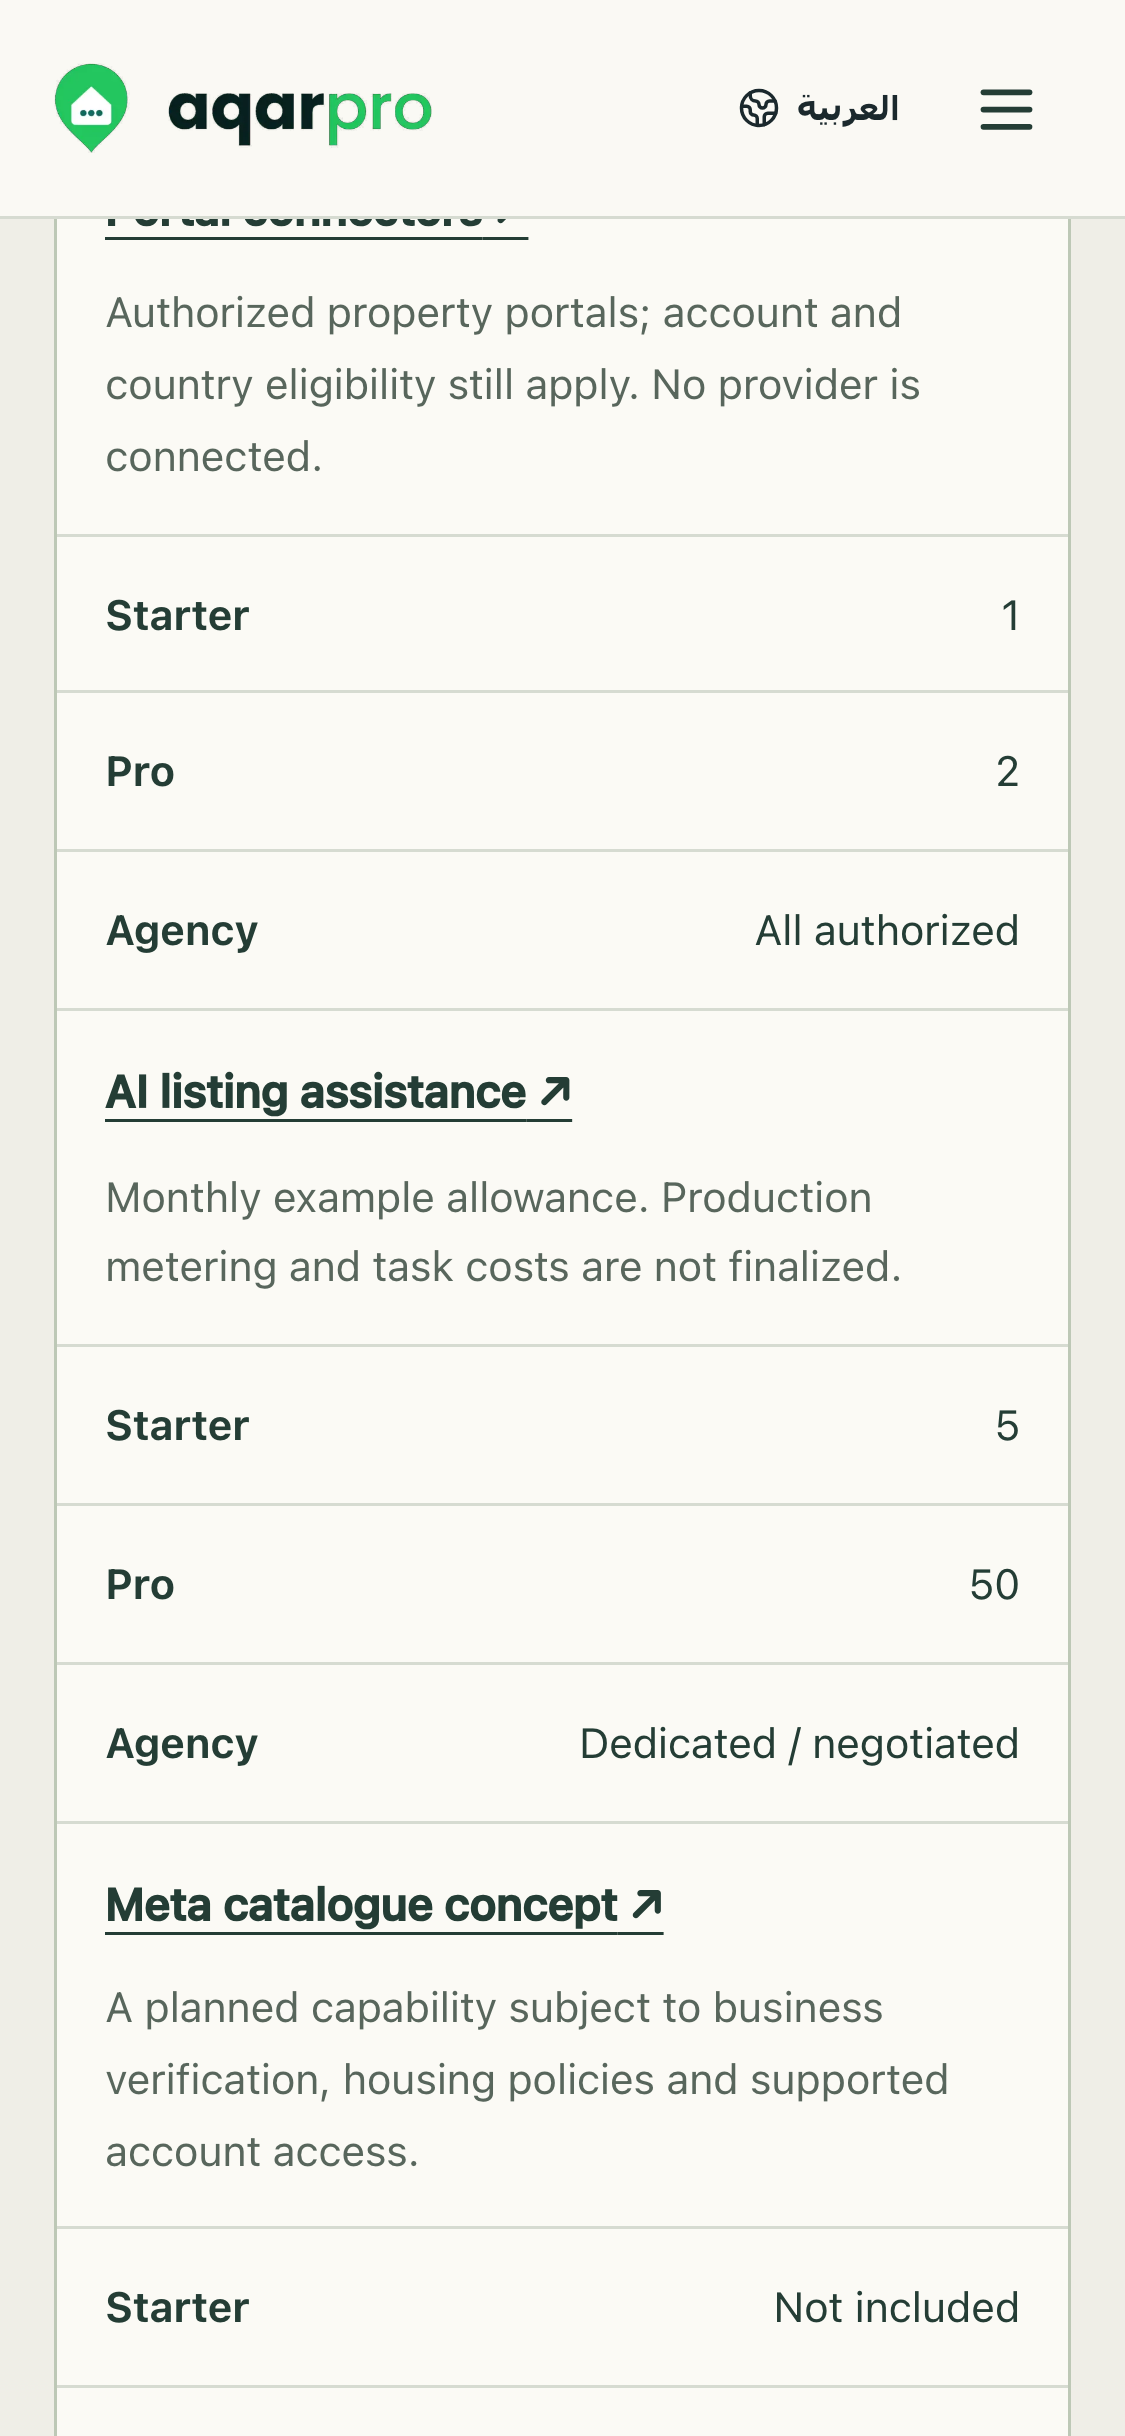 aqarpro
العربية
Portal connectors ↗
Authorized property portals; account and
country eligibility still apply. No provider is
connected.
Starter 1
Pro 2
Agency All authorized
AI listing assistance ↗
Monthly example allowance. Production
metering and task costs are not finalized.
Starter 5
Pro 50
Agency Dedicated / negotiated
Meta catalogue concept ↗
A planned capability subject to business
verification, housing policies and supported
account access.
Starter Not included